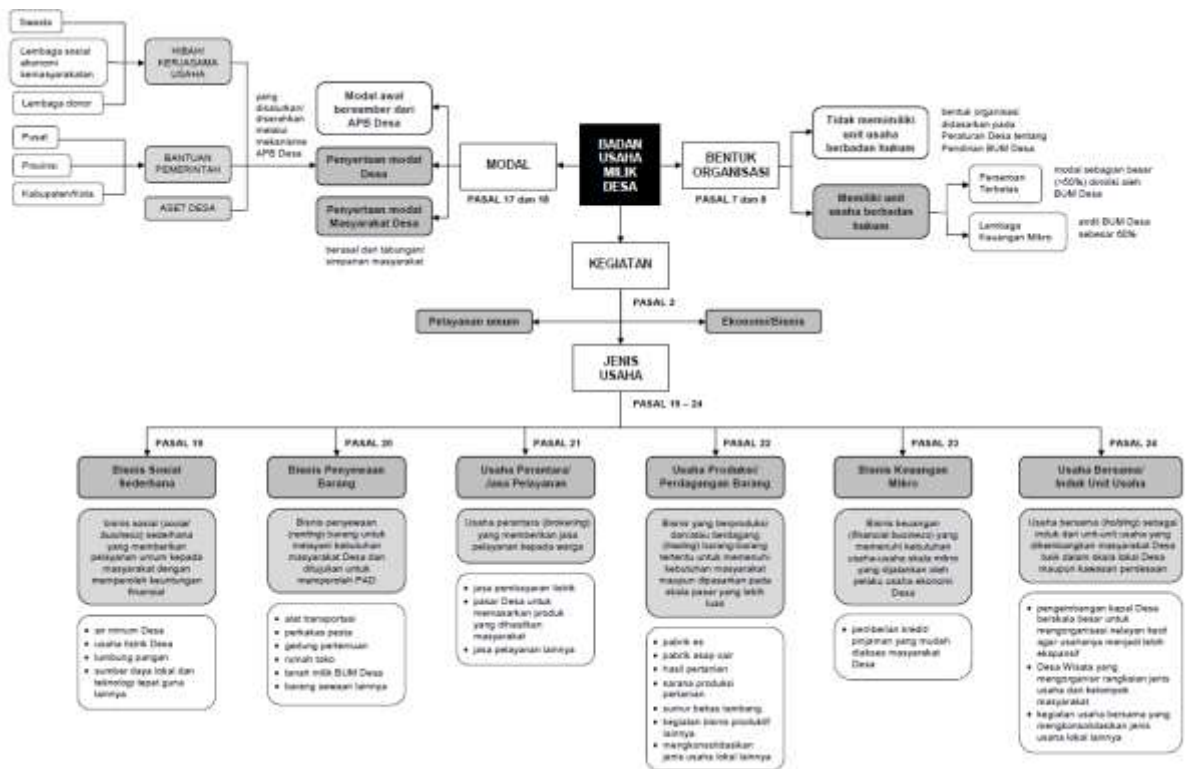 Swasta
Lembaga sosial
ekonomi
kemasyarakatan
Lembaga donor
HIBAH/
KERJASAMA
USAHA
Pusat
Provinsi
Kabupaten/Kota
BANTUAN
PEMERINTAH
ASET DESA
yang
disalurkan/
diserahkan
melalui
mekanisme
APB Desa
Modal awal
bersumber dari
APB Desa
Penyertaan modal
Desa
Penyertaan modal
Masyarakat Desa
berasal dari tabungan/
simpanan masyarakat
MODAL
PASAL 17 dan 18
BADAN
USAHA
MILIK
DESA
BENTUK
ORGANISASI
PASAL 7 dan 8
Tidak memimiliki
unit usaha
berbadan hukum
bentuk organisasi
didasarkan pada
Peraturan Desa tentang
Pendirian BUM Desa
Memiliki unit
usaha berbadan
hukum
Perseroan
Terbatas
modal sebagian besar
(>50%) dimiliki oleh
BUM Desa
Lembaga
Keuangan Mikro
andil BUM Desa
sebesar 60%
KEGIATAN
PASAL 2
Pelayanan umum
Ekonomi/Bisnis
JENIS
USAHA
PASAL 19 – 24
PASAL 19
Bisnis Sosial
Sederhana
bisnis sosial (social
business) sederhana
yang memberikan
pelayanan umum kepada
masyarakat dengan
memperoleh keuntungan
finansial
• air minum Desa
• usaha listrik Desa
• lumbung pangan
• sumber daya lokal dan
teknologi tepat guna
lainnya
PASAL 20
Bisnis Penyewaan
Barang
Bisnis penyewaan
(renting) barang untuk
melayani kebutuhan
masyarakat Desa dan
ditujukan untuk
memperoleh PAD
• alat transportasi
• perkakas pesta
• gedung pertemuan
• rumah toko
• tanah milik BUM Desa
• barang sewaan lainnya
PASAL 21
Usaha Perantara/
Jasa Pelayanan
Usaha perantara (brokering)
yang memberikan jasa
pelayanan kepada warga
• jasa pembayaran listrik
• pasar Desa untuk
memasarkan produk
yang dihasilkan
masyarakat
• jasa pelayanan lainnya
PASAL 22
Usaha Produksi/
Perdagangan Barang
Bisnis yang berproduksi
dan/atau berdagang
(trading) barang-barang
tertentu untuk memenuhi
kebutuhan masyarakat
maupun dipasarkan pada
skala pasar yang lebih
luas
• pabrik es
• pabrik asap cair
• hasil pertanian
• sarana produksi
pertanian
• sumur bekas tambang
• kegiatan bisnis produktif
lainnya
• mengkonsolidasikan
jenis usaha lokal lainnya
PASAL 23
Bisnis Keuangan
Mikro
Bisnis keuangan
(financial business) yang
memenuhi kebutuhan
usaha-usaha skala mikro
yang dijalankan oleh
pelaku usaha ekonomi
Desa
• pemberian kredit/
pinjaman yang mudah
diakses masyarakat
Desa
PASAL 24
Usaha Bersama/
Induk Unit Usaha
Usaha bersama (holding) sebagai
induk dari unit-unit usaha yang
dikembangkan masyarakat Desa
baik dalam skala lokal Desa
maupun kawasan perdesaan
• pengembangan kapal Desa
berskala besar untuk
mengorganisasi nelayan kecil
agar usahanya menjadi lebih
ekspansif
• Desa Wisata yang
mengorganisir rangkaian jenis
usaha dari kelompok
masyarakat
• kegiatan usaha bersama yang
mengkonsolidasikan jenis
usaha lokal lainnya